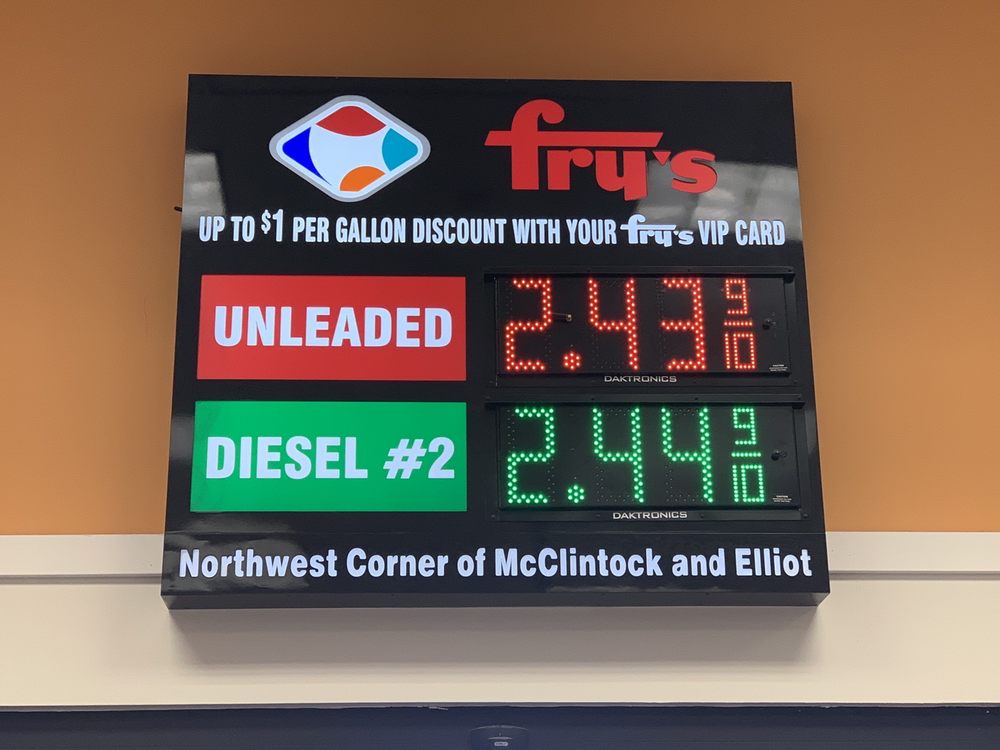 fry's
UP TO $1 PER GALLON DISCOUNT WITH YOUR fry's VIP CARD
UNLEADED 2.43 9/10
DAKTRONICS
DIESEL #2 2.44 9/10
DAKTRONICS
Northwest Corner of McClintock and Elliot